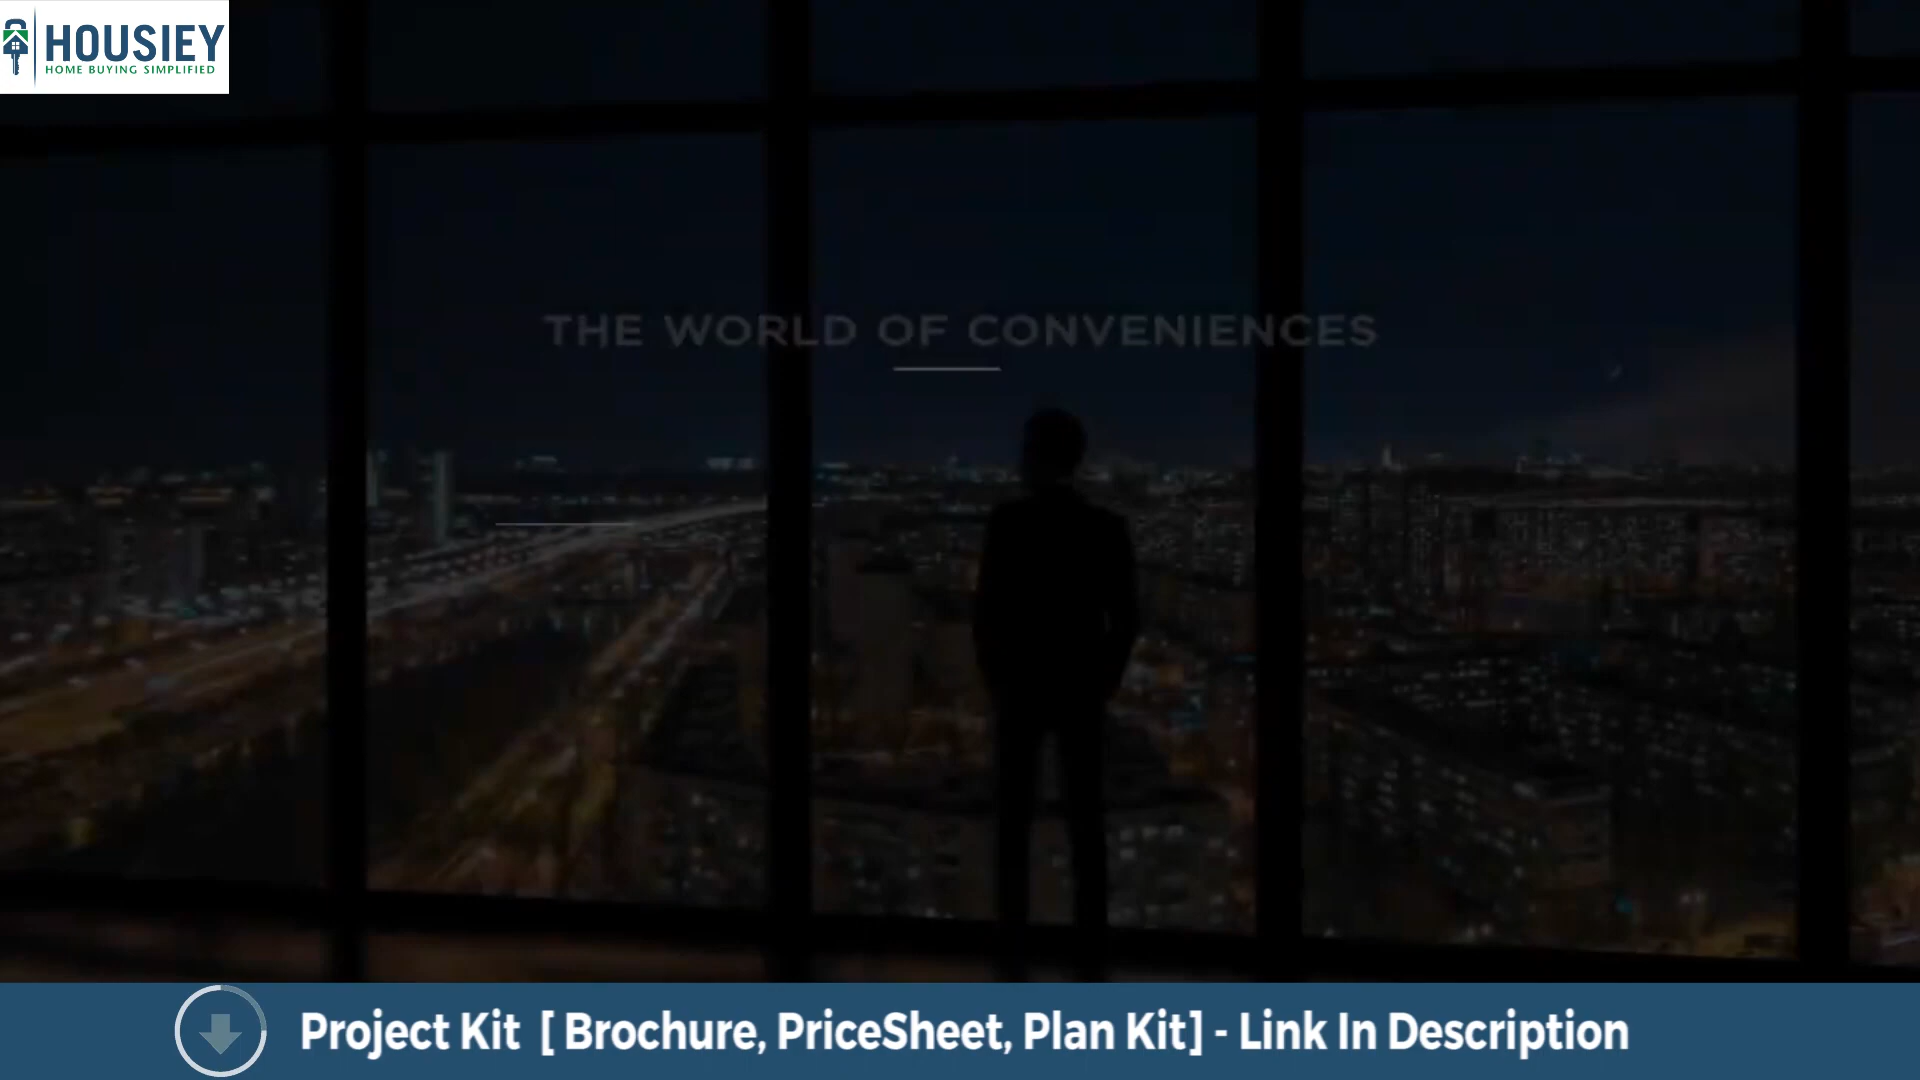 HOUSIEY
HOME BUYING SIMPLIFIED
THE WORLD OF CONVENIENCES
Project Kit [ Brochure, PriceSheet, Plan Kit] - Link In Description